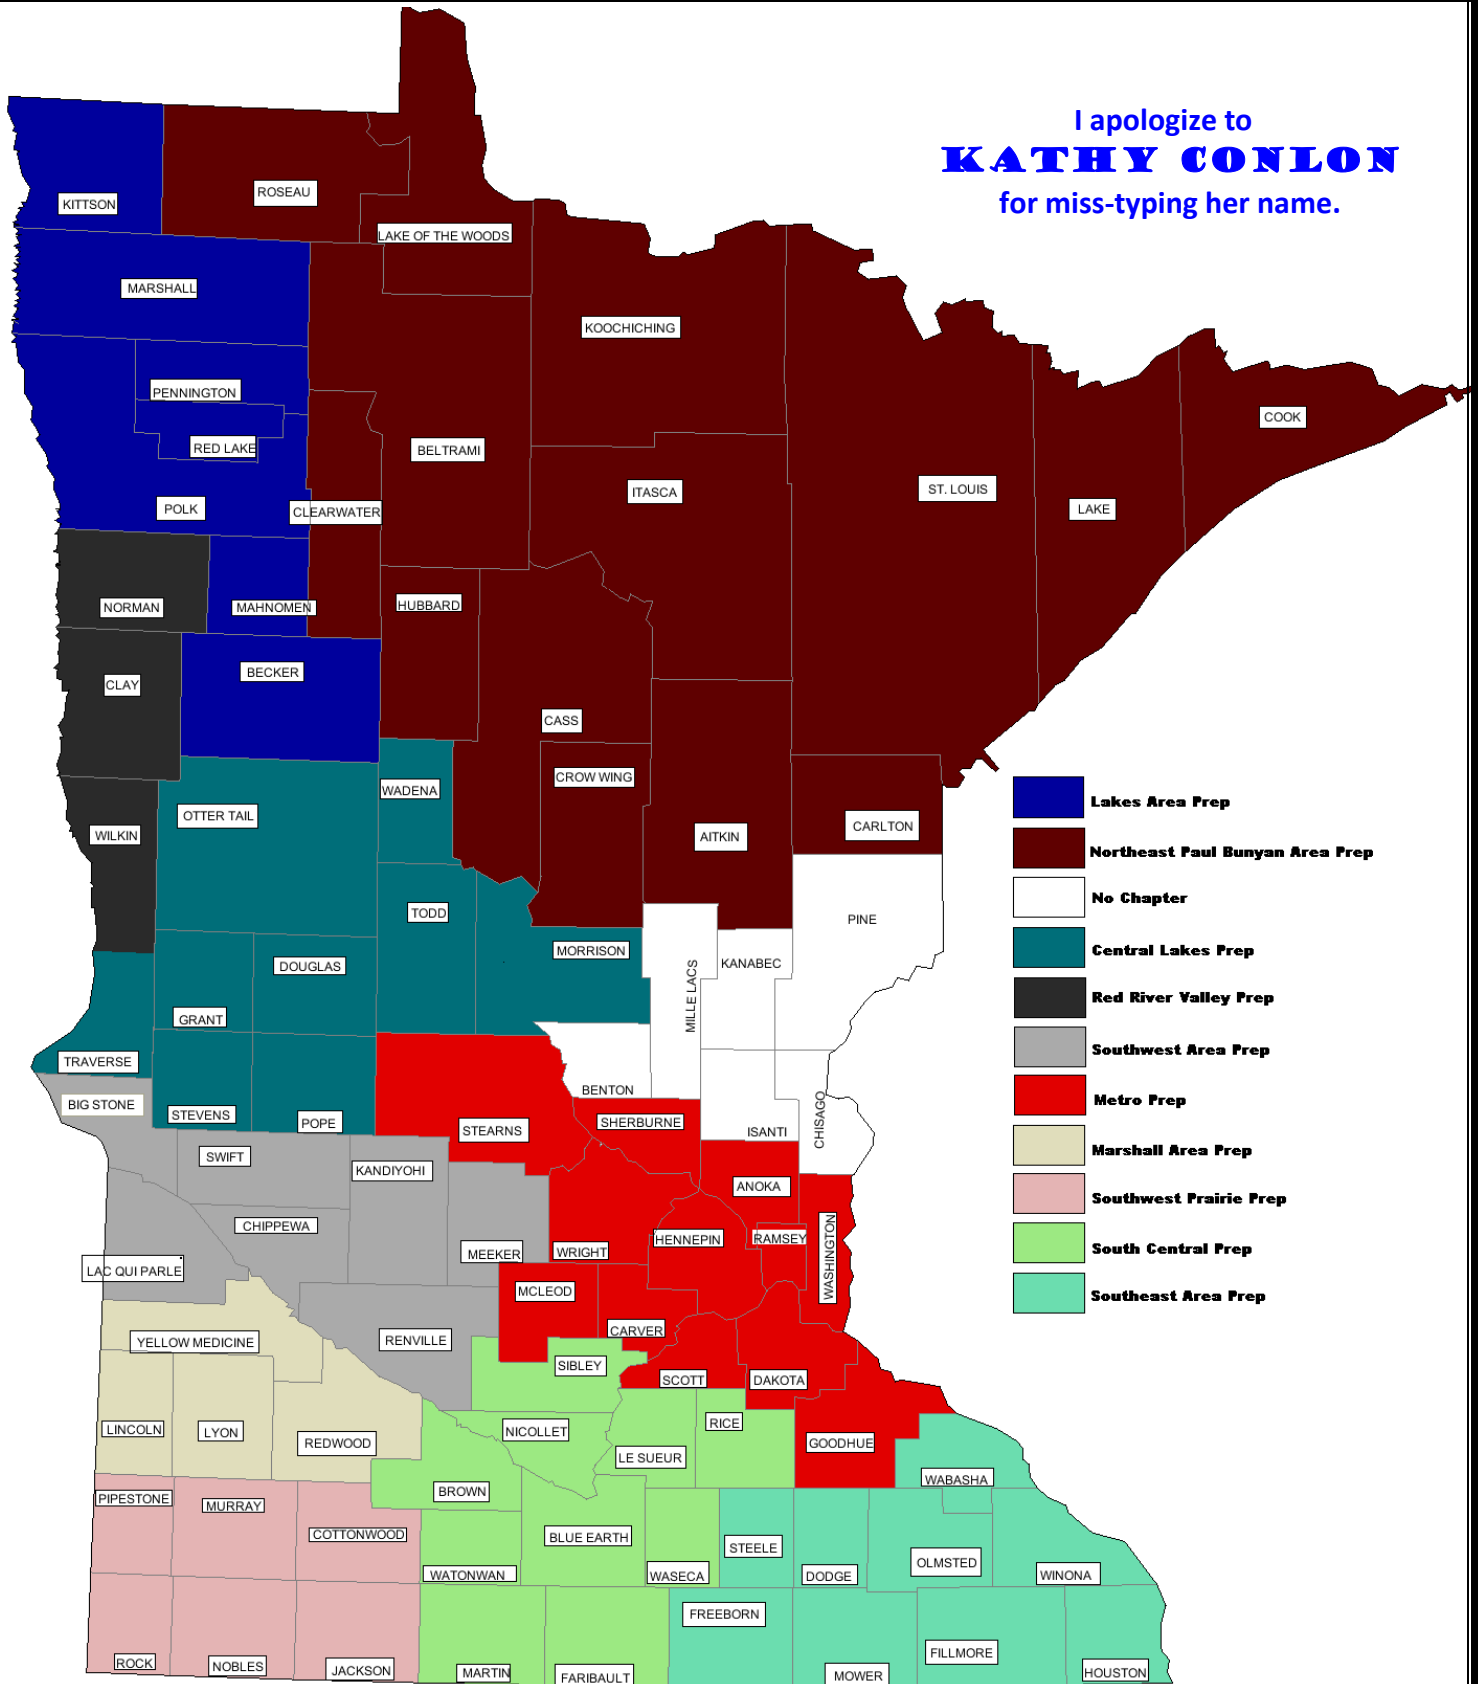 I apologize to
KATHY CONLON
for miss-typing her name.
KITTSON
ROSEAU
LAKE OF THE WOODS
MARSHALL
KOOCHICHING
PENNINGTON
RED LAKE
BELTRAMI
COOK
POLK
CLEARWATER
ITASCA
ST. LOUIS
LAKE
NORMAN
MAHNOMEN
HUBBARD
CLAY
BECKER
CASS
WADENA
CROW WING
WILKIN
OTTER TAIL
AITKIN
CARLTON
TODD
PINE
MORRISON
DOUGLAS
KANABEC
MILLE LACS
GRANT
TRAVERSE
BENTON
BIG STONE
STEVENS
POPE
STEARNS
SHERBURNE
ISANTI
CHISAGO
SWIFT
KANDIYOHI
ANOKA
CHIPPEWA
MEEKER
WRIGHT
HENNEPIN
RAMSEY
WASHINGTON
LAC QUI PARLE
MCLEOD
YELLOW MEDICINE
RENVILLE
CARVER
SIBLEY
SCOTT
DAKOTA
LINCOLN
LYON
REDWOOD
NICOLLET
RICE
LE SUEUR
GOODHUE
WABASHA
PIPESTONE
MURRAY
BROWN
COTTONWOOD
BLUE EARTH
STEELE
WATONWAN
WASECA
DODGE
OLMSTED
WINONA
FREEBORN
ROCK
NOBLES
JACKSON
MARTIN
FARIBAULT
MOWER
FILLMORE
HOUSTON
Lakes Area Prep
Northeast Paul Bunyan Area Prep
No Chapter
Central Lakes Prep
Red River Valley Prep
Southwest Area Prep
Metro Prep
Marshall Area Prep
Southwest Prairie Prep
South Central Prep
Southeast Area Prep